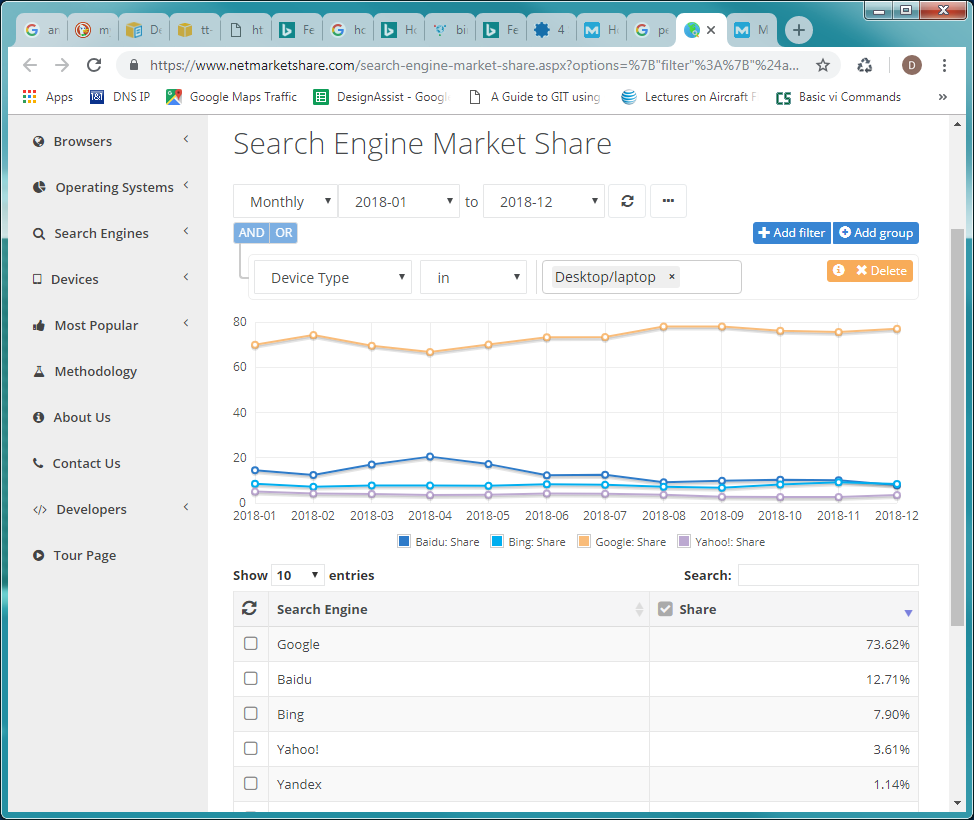 an m De tt- ht Fe ho Ho bi Fe 4 Ho pe M
https://www.netmarketshare.com/search-engine-market-share.aspx?options=%7B"filter"%3A%7B"%24a... D
Apps DNS IP Google Maps Traffic DesignAssist - Googl A Guide to GIT using Lectures on Aircraft F CS Basic vi Commands »
Browsers
Operating Systems
Search Engines
Devices
Most Popular
Methodology
About Us
Contact Us
Developers
Tour Page
Search Engine Market Share
Monthly 2018-01 to 2018-12
AND OR Add filter Add group
Device Type in Desktop/laptop × Delete
80
60
40
20
0
2018-01 2018-02 2018-03 2018-04 2018-05 2018-06 2018-07 2018-08 2018-09 2018-10 2018-11 2018-12
Baidu: Share Bing: Share Google: Share Yahoo!: Share
Show 10 entries Search:
Search Engine Share
Google 73.62%
Baidu 12.71%
Bing 7.90%
Yahoo! 3.61%
Yandex 1.14%